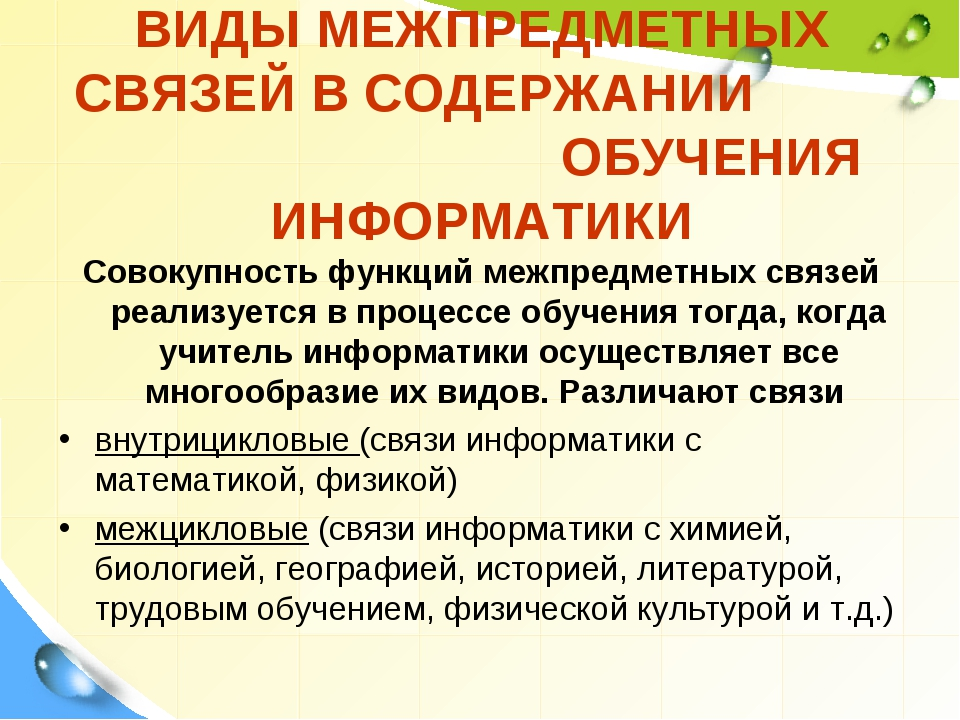 ВИДЫ МЕЖПРЕДМЕТНЫХ
СВЯЗЕЙ В СОДЕРЖАНИИ
ОБУЧЕНИЯ
ИНФОРМАТИКИ
Совокупность функций межпредметных связей
реализуется в процессе обучения тогда, когда
учитель информатики осуществляет все
многообразие их видов. Различают связи
• внутрицикловые (связи информатики с
математикой, физикой)
• межцикловые (связи информатики с химией,
биологией, географией, историей, литературой,
трудовым обучением, физической культурой и т.д.)